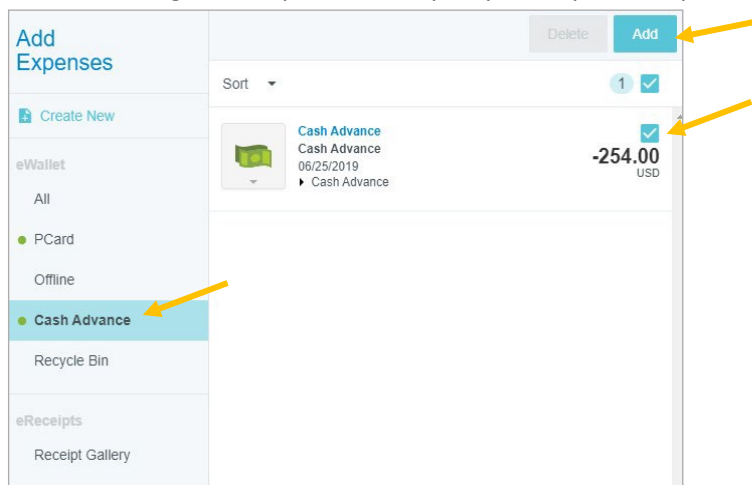 Add
Expenses
Delete
Add
Sort
1
Create New
Cash Advance
Cash Advance
06/25/2019
Cash Advance
-254.00
USD
eWallet
All
PCard
Offline
Cash Advance
Recycle Bin
eReceipts
Receipt Gallery